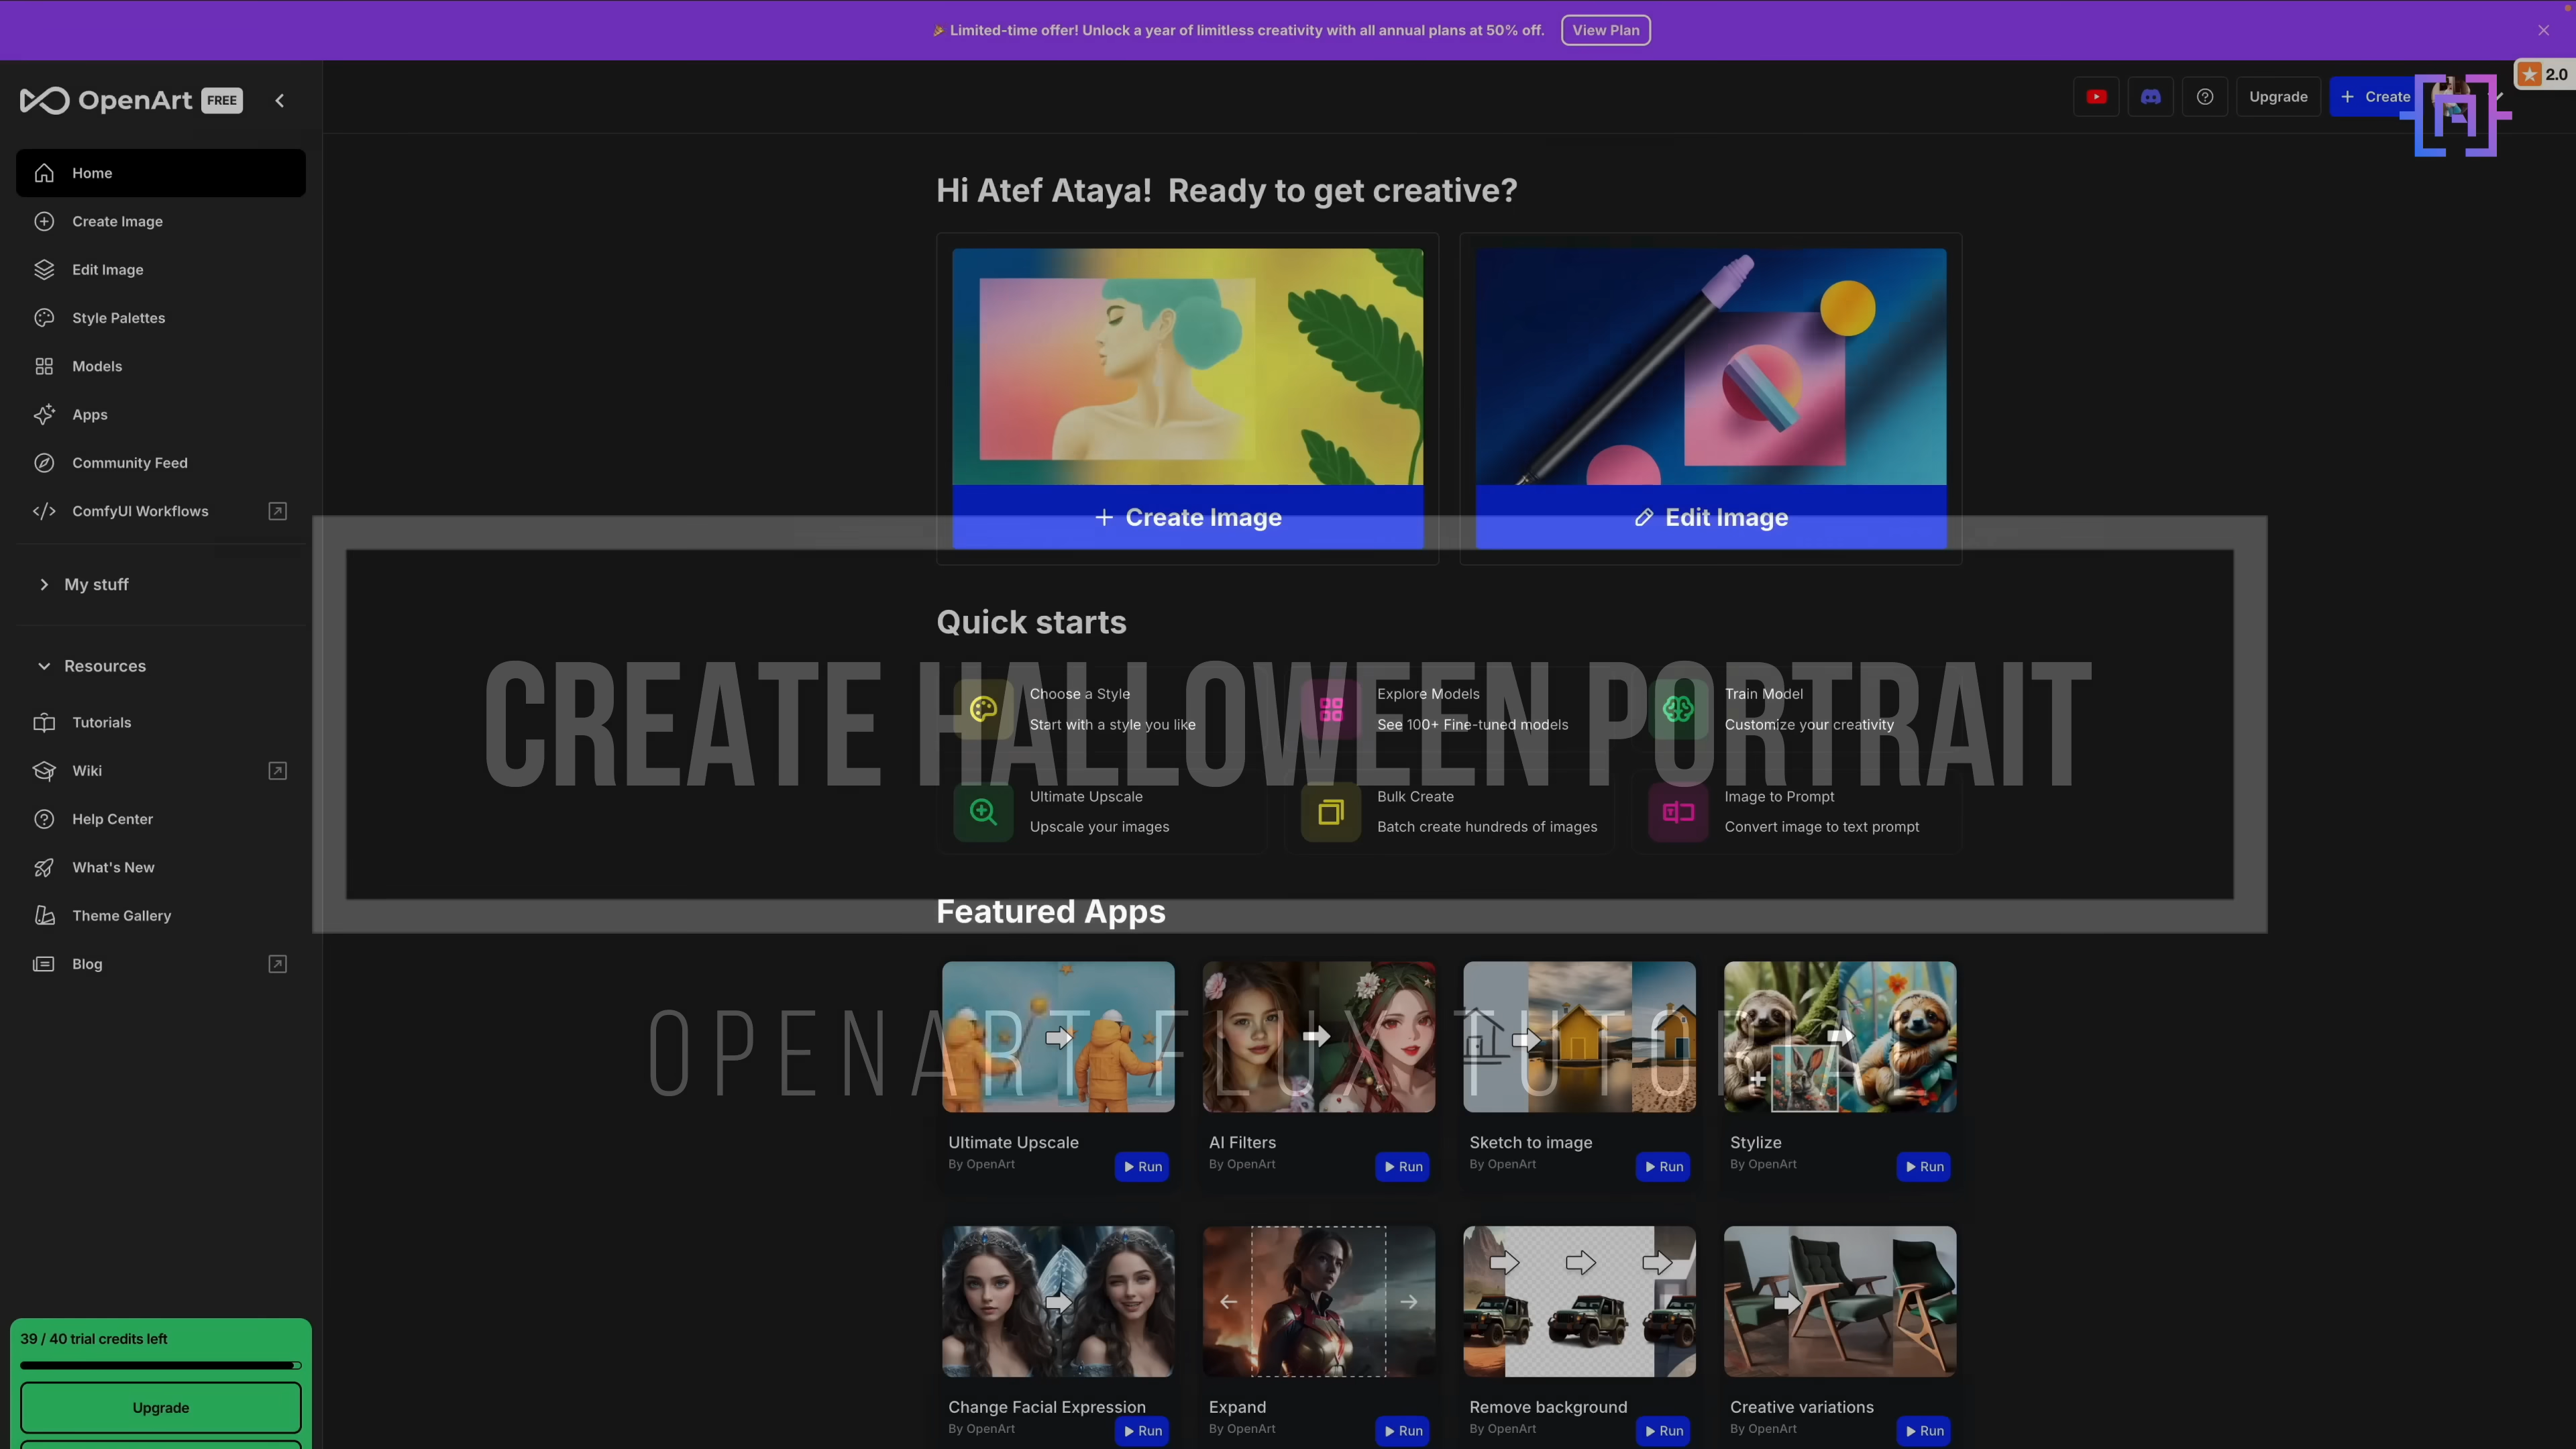 Limited-time offer! Unlock a year of limitless creativity with all annual plans at 50% off.
View Plan
OpenArt
FREE
Upgrade
+ Create
2.0
Home
Create Image
Edit Image
Style Palettes
Models
Apps
Community Feed
ComfyUI Workflows
My stuff
Resources
Tutorials
Wiki
Help Center
What's New
Theme Gallery
Blog
39 / 40 trial credits left
Upgrade
Hi Atef Ataya! Ready to get creative?
+ Create Image
Edit Image
Quick starts
CREATE HALLOWEEN PORTRAIT
Choose a Style
Start with a style you like
Explore Models
See 100+ Fine-tuned models
Train Model
Customize your creativity
Ultimate Upscale
Upscale your images
Bulk Create
Batch create hundreds of images
Image to Prompt
Convert image to text prompt
Featured Apps
OPENART FLUX TUTORIAL
Ultimate Upscale
By OpenArt
Run
AI Filters
By OpenArt
Run
Sketch to image
By OpenArt
Run
Stylize
By OpenArt
Run
Change Facial Expression
By OpenArt
Run
Expand
By OpenArt
Run
Remove background
By OpenArt
Run
Creative variations
By OpenArt
Run